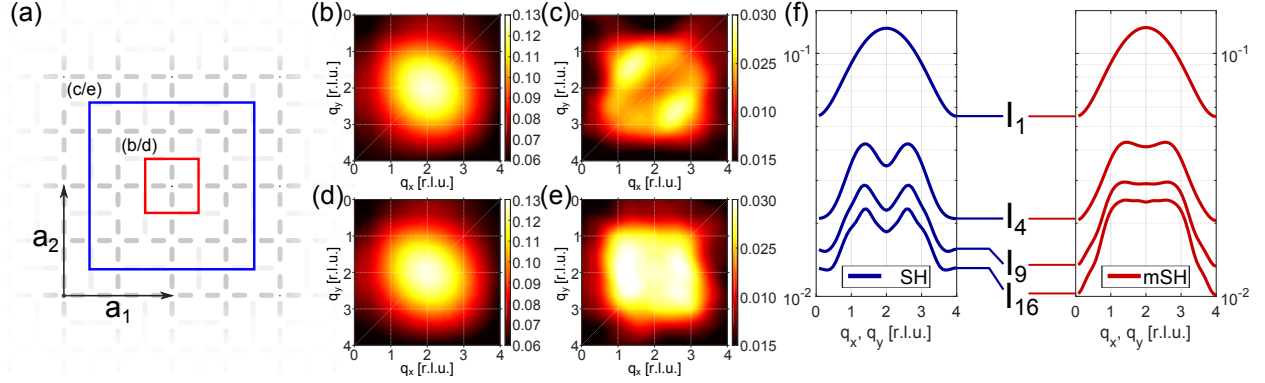 (a)
(c/e)
(b/d)
a2
a1
(b)
0
1
2
3
4
qy [r.l.u.]
0 1 2 3 4
qx [r.l.u.]
0.13
0.12
0.11
0.10
0.09
0.08
0.07
0.06
(c)
0
1
2
3
4
qy [r.l.u.]
0 1 2 3 4
qx [r.l.u.]
0.030
0.025
0.010
0.015
(d)
0
1
2
3
4
qy [r.l.u.]
0 1 2 3 4
qx [r.l.u.]
0.13
0.12
0.11
0.10
0.09
0.08
0.07
0.06
(e)
0
1
2
3
4
qy [r.l.u.]
0 1 2 3 4
qx [r.l.u.]
0.030
0.025
0.010
0.015
(f)
10-1
10-2
SH
0 1 2 3 4
qx, qy [r.l.u.]
I1
I4
I9
I16
10-1
10-2
mSH
0 1 2 3 4
qx, qy [r.l.u.]